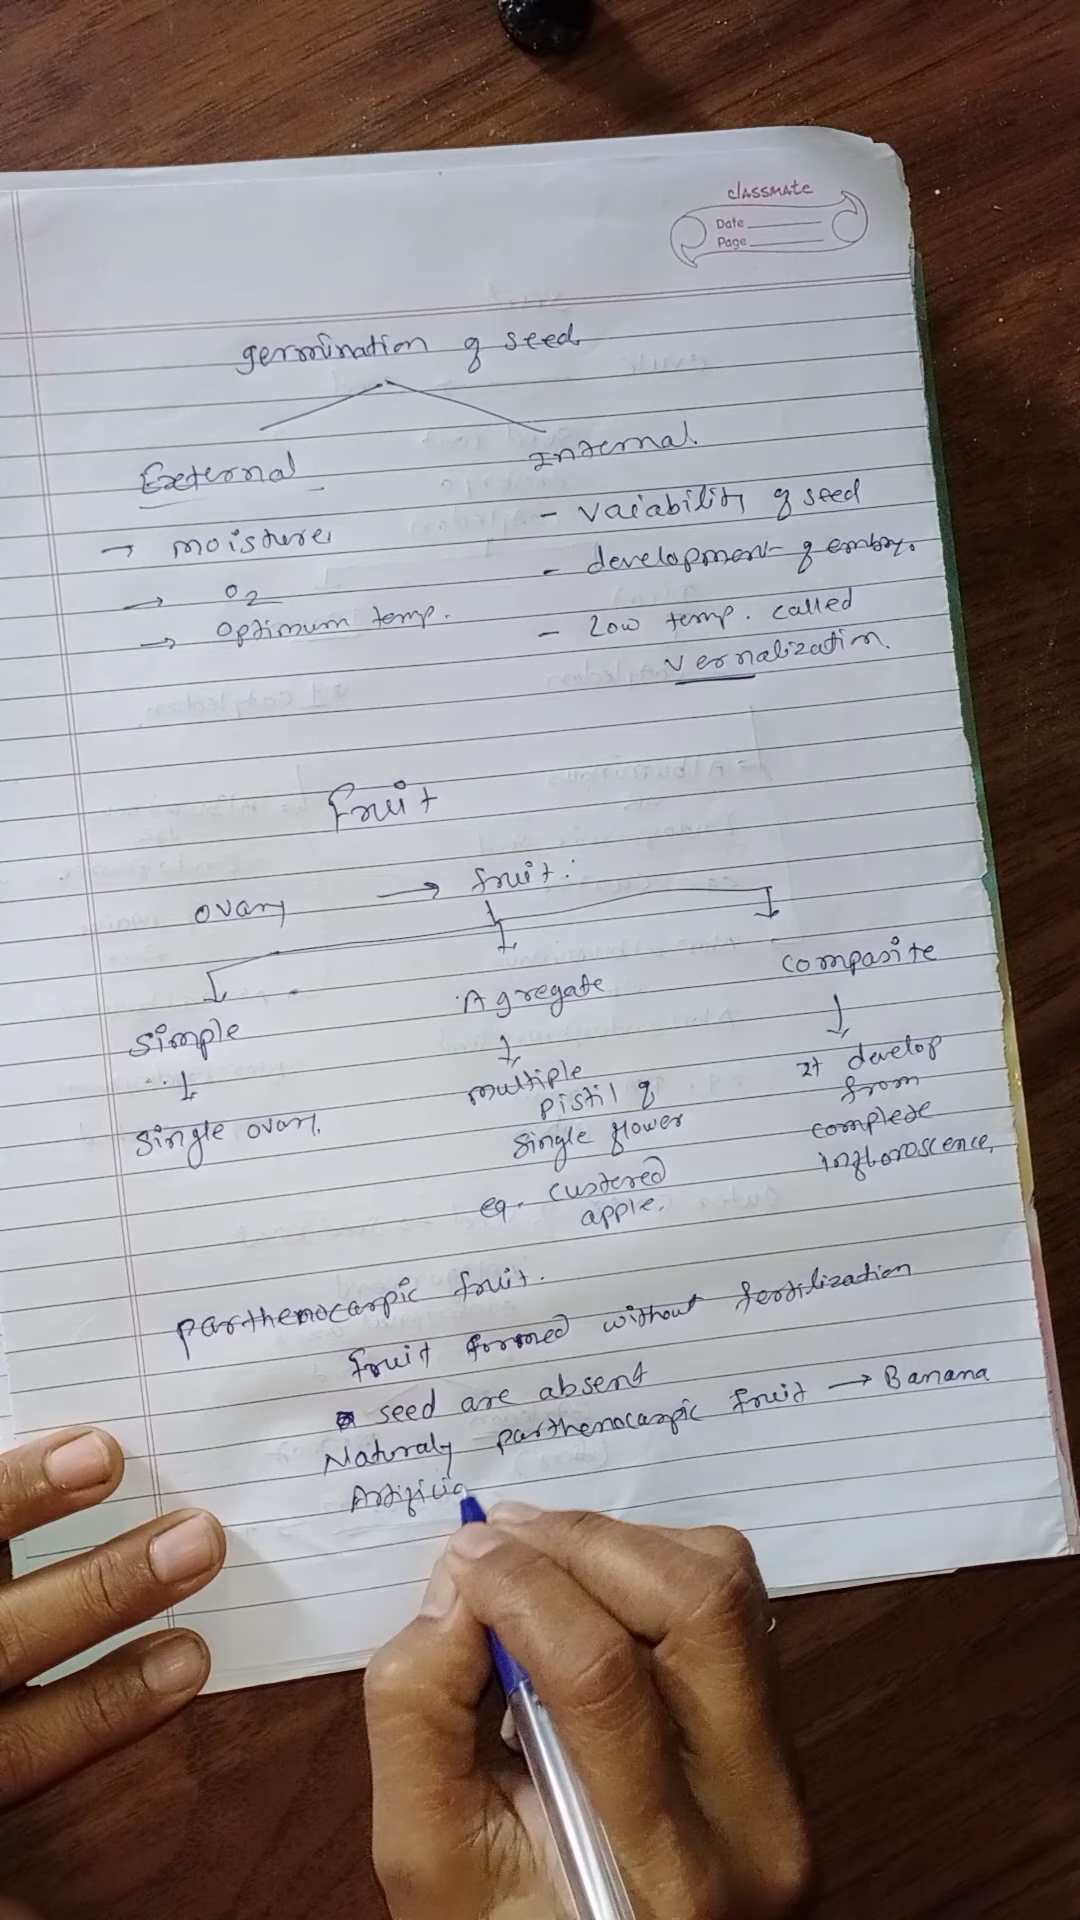 classmate
Date
Page
germination of seed
External
Internal
→ moisture
→ O2
→ optimum temp.
- vaiability of seed
- development of embryo
- Low temp. called
vernalization
fruit
ovary → fruit.
simple
single ovary.
Agregate
multiple
pistil of
single flower
eg. custered
apple.
compasite
It develop
from
complete
infloroscence.
parthenocarpic fruit.
fruit formed without fertilization
seed are absent
Naturaly parthenocarpic fruit → Banana
Artificia